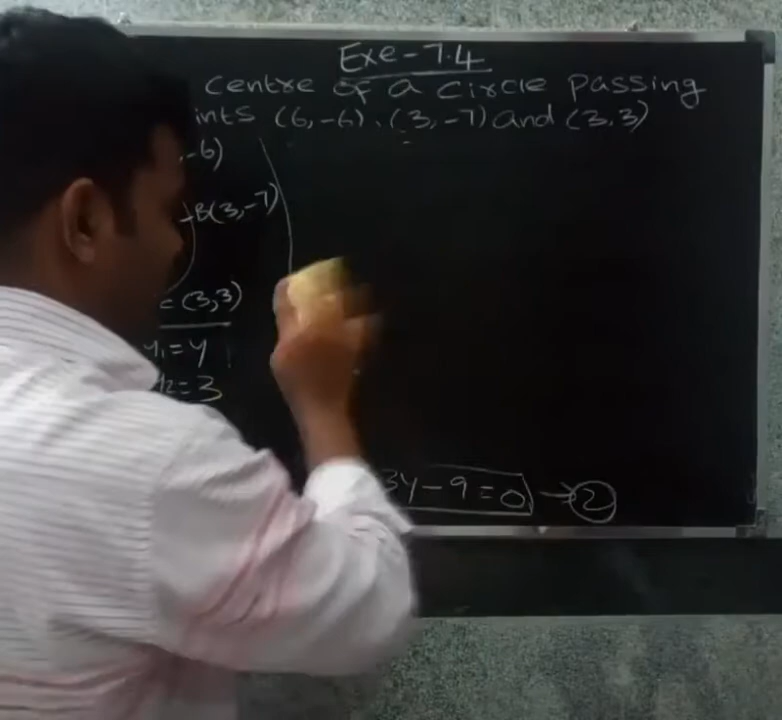 Exe-7.4
centre of a circle passing
ints (6,-6), (3,-7) and (3,3)
,-6)
B(3,-7)
(3,3)
y₁=y
=3
3y-9=0 →②